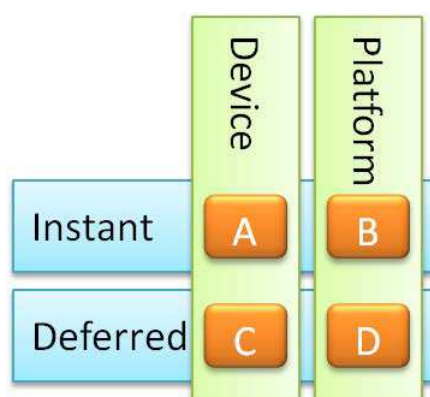 Device
Platform
Instant
A
B
Deferred
C
D